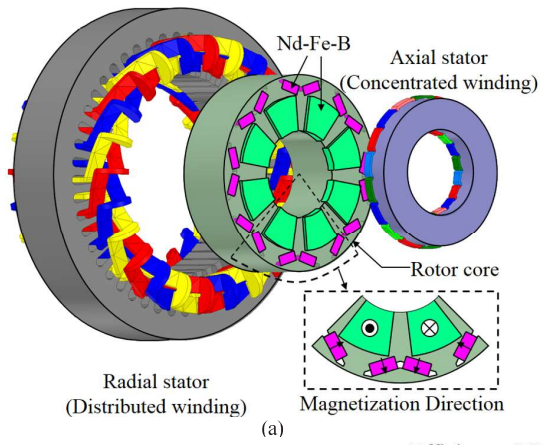 Nd-Fe-B
Axial stator
(Concentrated winding)
Rotor core
Radial stator
(Distributed winding)
Magnetization Direction
(a)